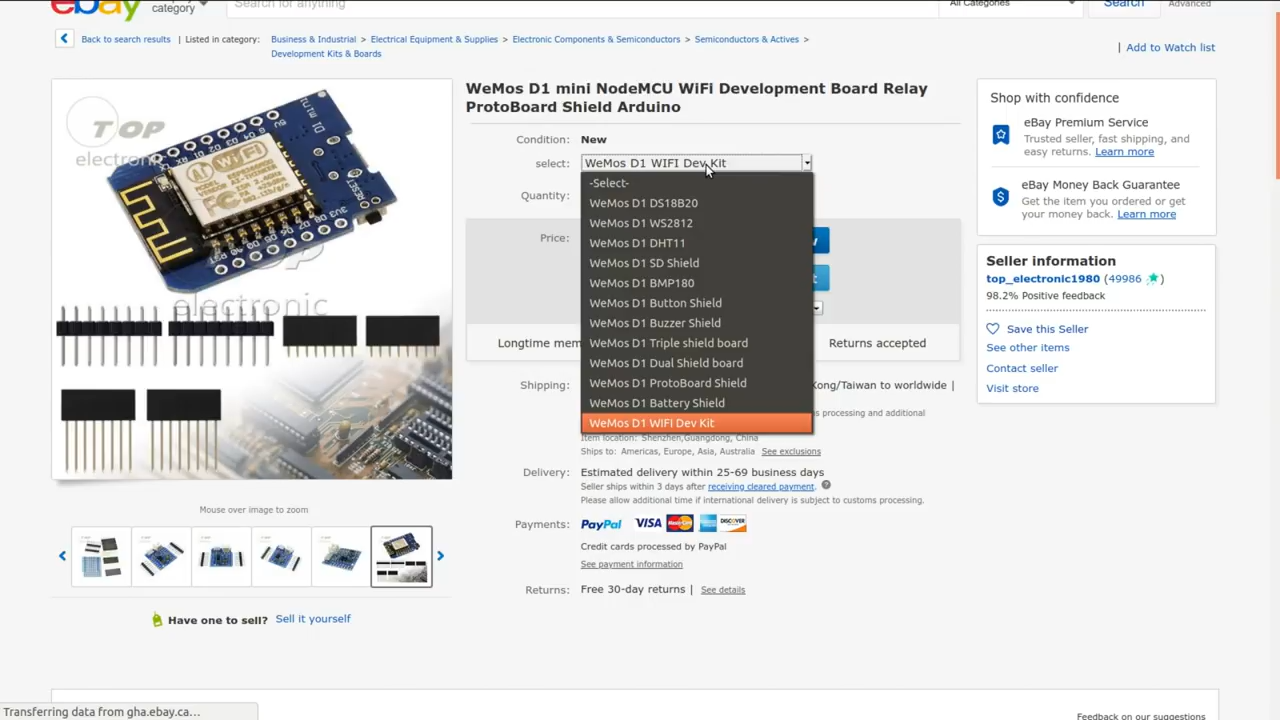 ebay
category
Search for anything
All Categories
Search
Advanced
Back to search results | Listed in category: Business & Industrial > Electrical Equipment & Supplies > Electronic Components & Semiconductors > Semiconductors & Actives >
Development Kits & Boards
| Add to Watch list
WeMos D1 mini NodeMCU WiFi Development Board Relay
ProtoBoard Shield Arduino
Condition: New
select: WeMos D1 WIFI Dev Kit
-Select-
WeMos D1 DS18B20
WeMos D1 WS2812
WeMos D1 DHT11
WeMos D1 SD Shield
WeMos D1 BMP180
WeMos D1 Button Shield
WeMos D1 Buzzer Shield
WeMos D1 Triple shield board
WeMos D1 Dual Shield board
WeMos D1 ProtoBoard Shield
WeMos D1 Battery Shield
WeMos D1 WIFI Dev Kit
Quantity:
Price:
Longtime mem
Returns accepted
Shipping:
Kong/Taiwan to worldwide |
s processing and additional
Item location: Shenzhen,Guangdong, China
Ships to: Americas, Europe, Asia, Australia See exclusions
Delivery: Estimated delivery within 25-69 business days
Seller ships within 3 days after receiving cleared payment.
Please allow additional time if international delivery is subject to customs processing.
Payments: PayPal VISA MasterCard DISCOVER
Credit cards processed by PayPal
See payment information
Returns: Free 30-day returns | See details
Shop with confidence
eBay Premium Service
Trusted seller, fast shipping, and
easy returns. Learn more
eBay Money Back Guarantee
Get the item you ordered or get
your money back. Learn more
Seller information
top_electronic1980 (49986 )
98.2% Positive feedback
Save this Seller
See other items
Contact seller
Visit store
TOP
electronic
WiFi
TOP
electronic
Mouse over image to zoom
Have one to sell? Sell it yourself
Transferring data from gha.ebay.ca...
Feedback on our suggestions